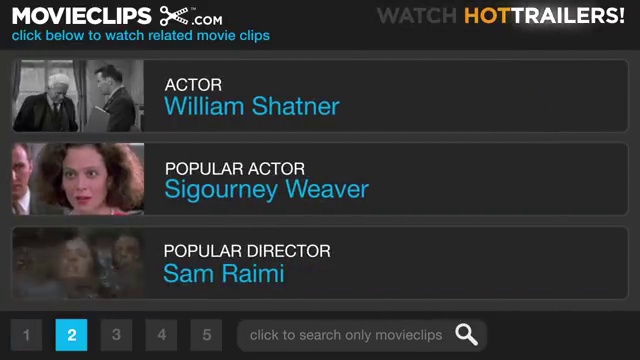 MOVIECLIPS .COM
WATCH HOTTRAILERS!
click below to watch related movie clips
ACTOR
William Shatner
POPULAR ACTOR
Sigourney Weaver
POPULAR DIRECTOR
Sam Raimi
1 2 3 4 5
click to search only movieclips